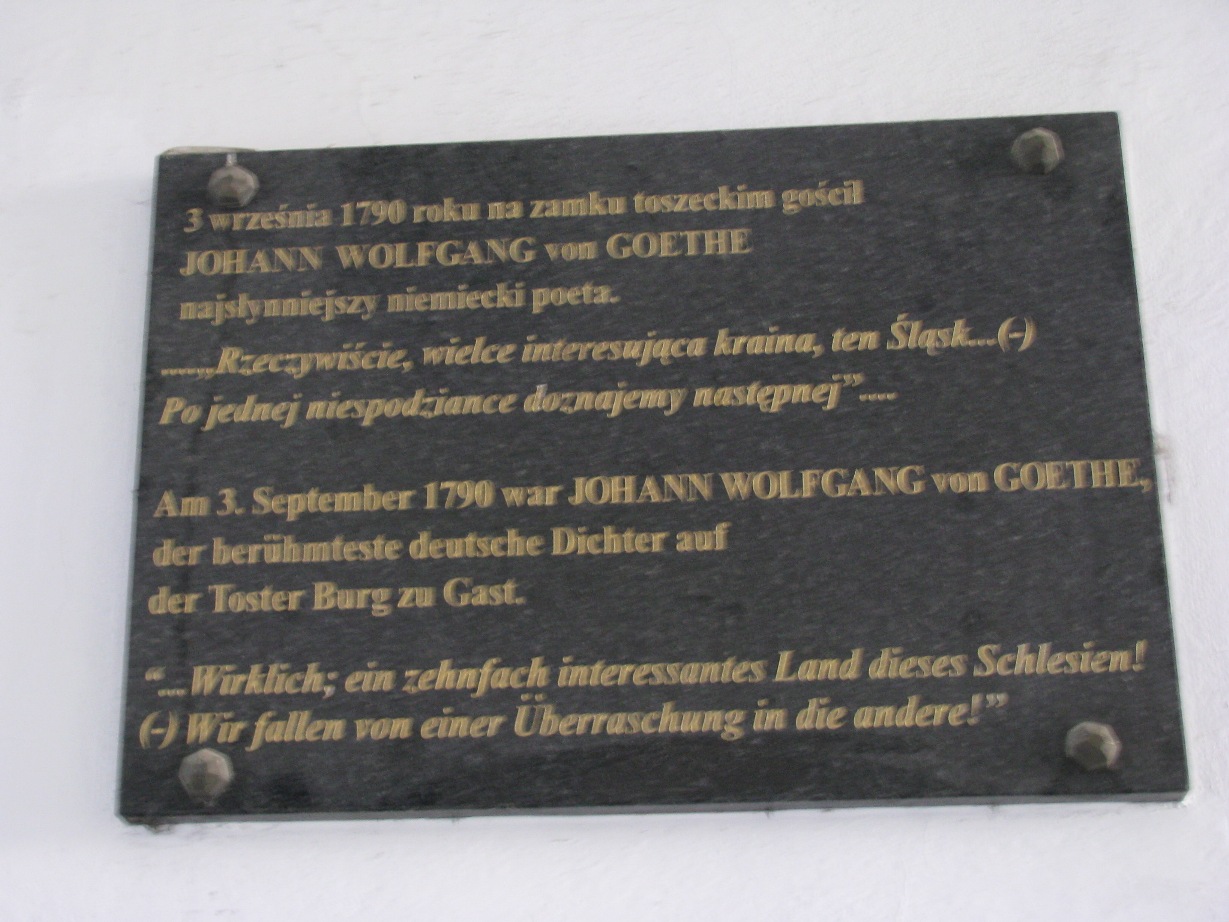 3 września 1790 roku na zamku toszeckim gościł
JOHANN WOLFGANG von GOETHE
najsłynniejszy niemiecki poeta.
....„Rzeczywiście, wielce interesująca kraina, ten Śląsk...(-)
Po jednej niespodziance doznajemy następnej”....
Am 3. September 1790 war JOHANN WOLFGANG von GOETHE,
der berühmteste deutsche Dichter auf
der Toster Burg zu Gast.
“...Wirklich; ein zehnfach interessantes Land dieses Schlesien!
(-) Wir fallen von einer Überraschung in die andere!”